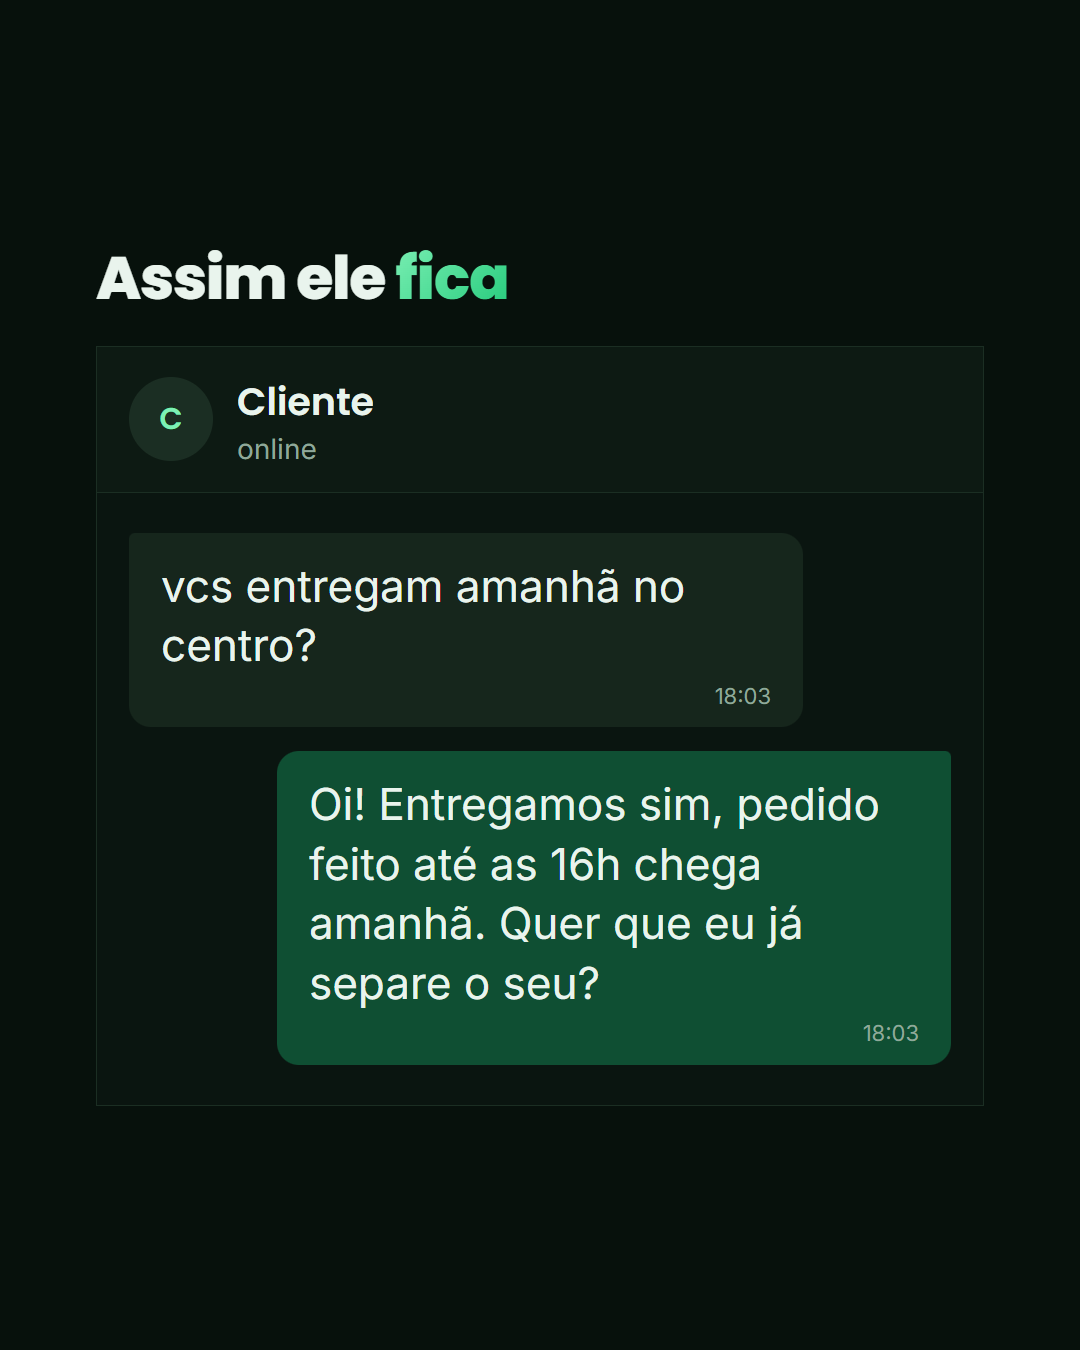 Assim ele fica
C
Cliente
online
vcs entregam amanhã no
centro?
18:03
Oi! Entregamos sim, pedido
feito até as 16h chega
amanhã. Quer que eu já
separe o seu?
18:03